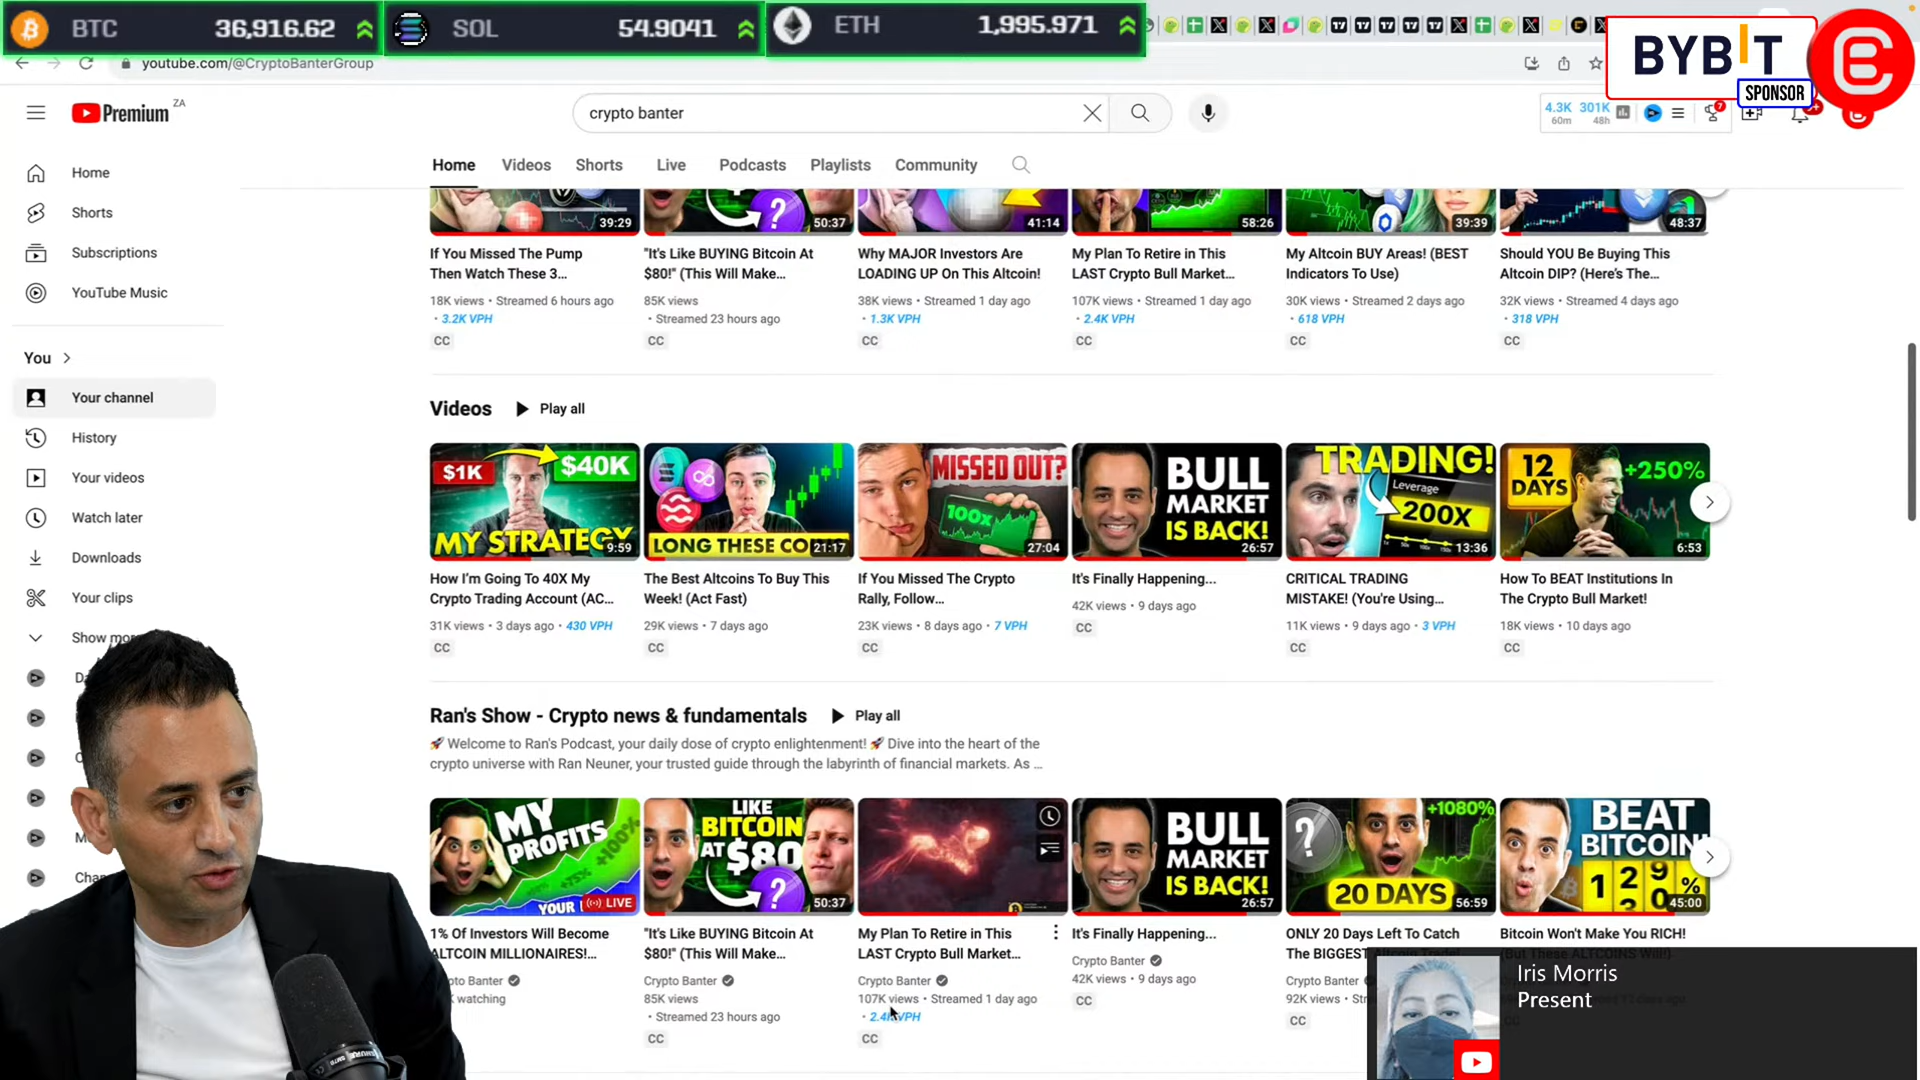 BTC 36,916.62
SOL 54.9041
ETH 1,995.971
BYBIT
SPONSOR
youtube.com/@CryptoBanterGroup
Premium ZA
crypto banter
4.3K 301K
60m 48h
7
Home Videos Shorts Live Podcasts Playlists Community
Home
Shorts
Subscriptions
YouTube Music
You
Your channel
History
Your videos
Watch later
Downloads
Your clips
Show more
39:29
If You Missed The Pump
Then Watch These 3...
18K views • Streamed 6 hours ago
• 3.2K VPH
CC
50:37
"It's Like BUYING Bitcoin At
$80!" (This Will Make...
85K views
• Streamed 23 hours ago
CC
41:14
Why MAJOR Investors Are
LOADING UP On This Altcoin!
38K views • Streamed 1 day ago
• 1.3K VPH
CC
58:26
My Plan To Retire in This
LAST Crypto Bull Market...
107K views • Streamed 1 day ago
• 2.4K VPH
CC
39:39
My Altcoin BUY Areas! (BEST
Indicators To Use)
30K views • Streamed 2 days ago
• 618 VPH
CC
48:37
Should YOU Be Buying This
Altcoin DIP? (Here's The...
32K views • Streamed 4 days ago
• 318 VPH
CC
Videos Play all
$1K $40K
MY STRATEGY
9:59
How I'm Going To 40X My
Crypto Trading Account (AC...
31K views • 3 days ago • 430 VPH
CC
LONG THESE CO
21:17
The Best Altcoins To Buy This
Week! (Act Fast)
29K views • 7 days ago
CC
MISSED OUT?
100x
27:04
If You Missed The Crypto
Rally, Follow...
23K views • 8 days ago • 7 VPH
CC
BULL
MARKET
IS BACK!
26:57
It's Finally Happening...
42K views • 9 days ago
CC
TRADING!
Leverage
200X
13:36
CRITICAL TRADING
MISTAKE! (You're Using...
11K views • 9 days ago • 3 VPH
CC
12
DAYS
+250%
6:53
How To BEAT Institutions In
The Crypto Bull Market!
18K views • 10 days ago
CC
Ran's Show - Crypto news & fundamentals Play all
🚀 Welcome to Ran's Podcast, your daily dose of crypto enlightenment! 🚀 Dive into the heart of the
crypto universe with Ran Neuner, your trusted guide through the labyrinth of financial markets. As ...
MY
PROFITS
+100%
YOUR
LIVE
1% Of Investors Will Become
ALTCOIN MILLIONAIRES!...
pto Banter
watching
LIKE
BITCOIN
AT $80
?
50:37
"It's Like BUYING Bitcoin At
$80!" (This Will Make...
Crypto Banter
85K views
• Streamed 23 hours ago
CC
My Plan To Retire in This
LAST Crypto Bull Market...
Crypto Banter
107K views • Streamed 1 day ago
• 2.4K VPH
CC
BULL
MARKET
IS BACK!
26:57
It's Finally Happening...
Crypto Banter
42K views • 9 days ago
CC
?
+1080%
20 DAYS
56:59
ONLY 20 Days Left To Catch
The BIGGEST Altcoin Trade!
Crypto Banter
92K views
CC
BEAT
BITCOIN!
%
45:00
Bitcoin Won't Make You RICH!
Iris Morris
Present